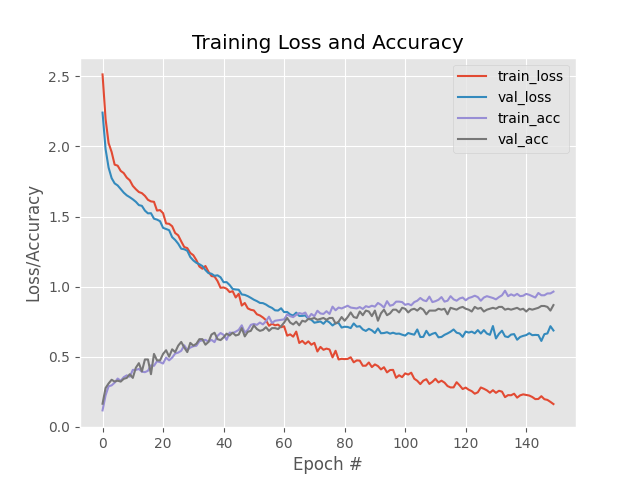 Training Loss and Accuracy
train_loss
val_loss
train_acc
val_acc
Loss/Accuracy
2.5
2.0
1.5
1.0
0.5
0.0
0 20 40 60 80 100 120 140
Epoch #